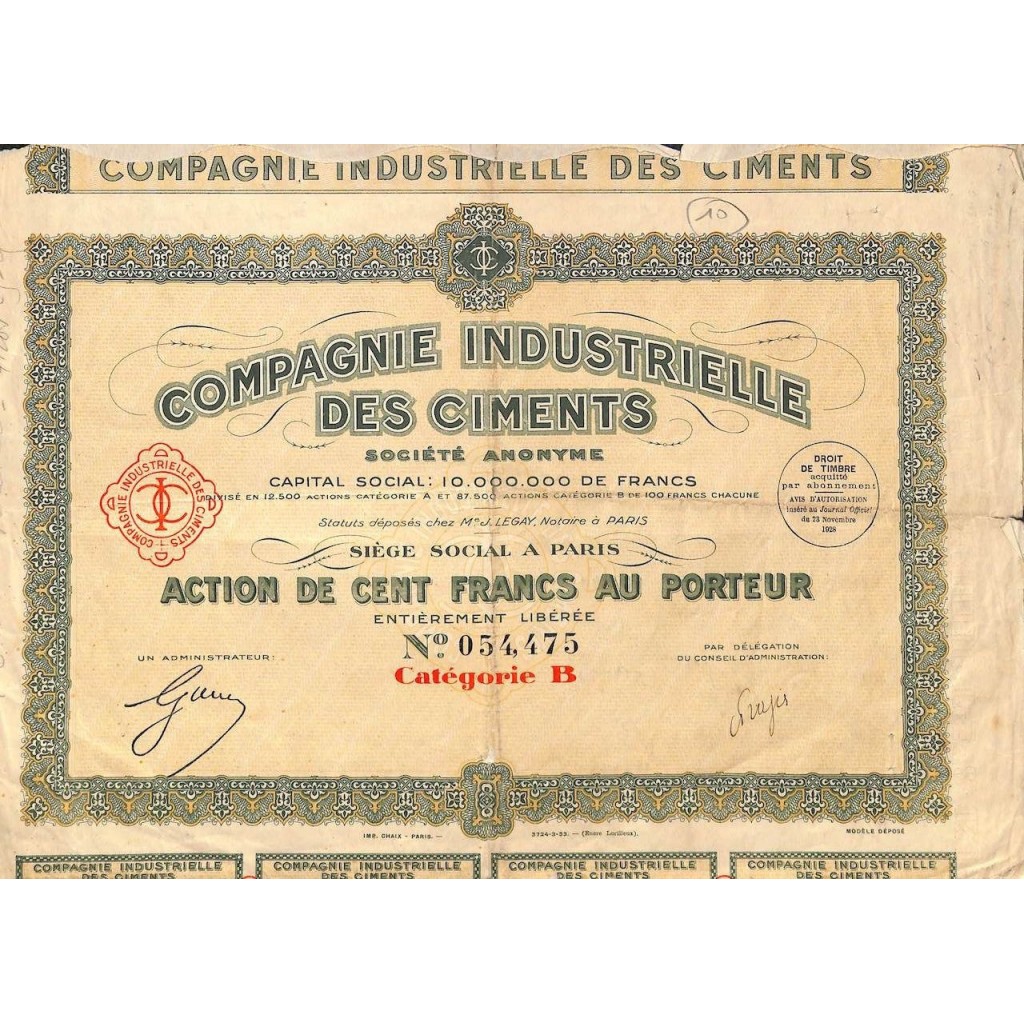 COMPAGNIE INDUSTRIELLE DES CIMENTS
10
COMPAGNIE INDUSTRIELLE
DES CIMENTS
SOCIÉTÉ ANONYME
CAPITAL SOCIAL: 10.000.000 DE FRANCS
DIVISÉ EN 12.500 ACTIONS CATÉGORIE A ET 87.500 ACTIONS CATÉGORIE B DE 100 FRANCS CHACUNE
Statuts déposés chez Me J. LEGAY, Notaire à PARIS
SIÈGE SOCIAL A PARIS
COMPAGNIE INDUSTRIELLE DES CIMENTS
DROIT
DE TIMBRE
acquitté
par abonnement
AVIS D'AUTORISATION
inséré au Journal Officiel
du 23 Novembre
1928
ACTION DE CENT FRANCS AU PORTEUR
ENTIÈREMENT LIBÉRÉE
No. 054,475
Catégorie B
UN ADMINISTRATEUR:
PAR DÉLÉGATION
DU CONSEIL D'ADMINISTRATION:
IMP. CHAIX - PARIS. —
3724-3-33. — (Encre Lorilleux).
MODÈLE DÉPOSÉ
COMPAGNIE INDUSTRIELLE
DES CIMENTS
COMPAGNIE INDUSTRIELLE
DES CIMENTS
COMPAGNIE INDUSTRIELLE
DES CIMENTS
COMPAGNIE INDUSTRIELLE
DES CIMENTS